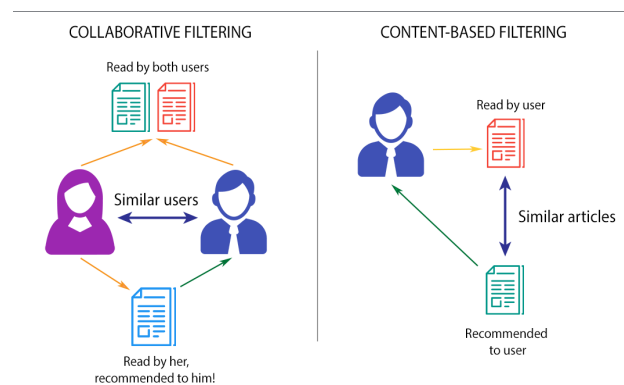 COLLABORATIVE FILTERING
Read by both users
Similar users
Read by her,
recommended to him!
CONTENT-BASED FILTERING
Read by user
Similar articles
Recommended
to user